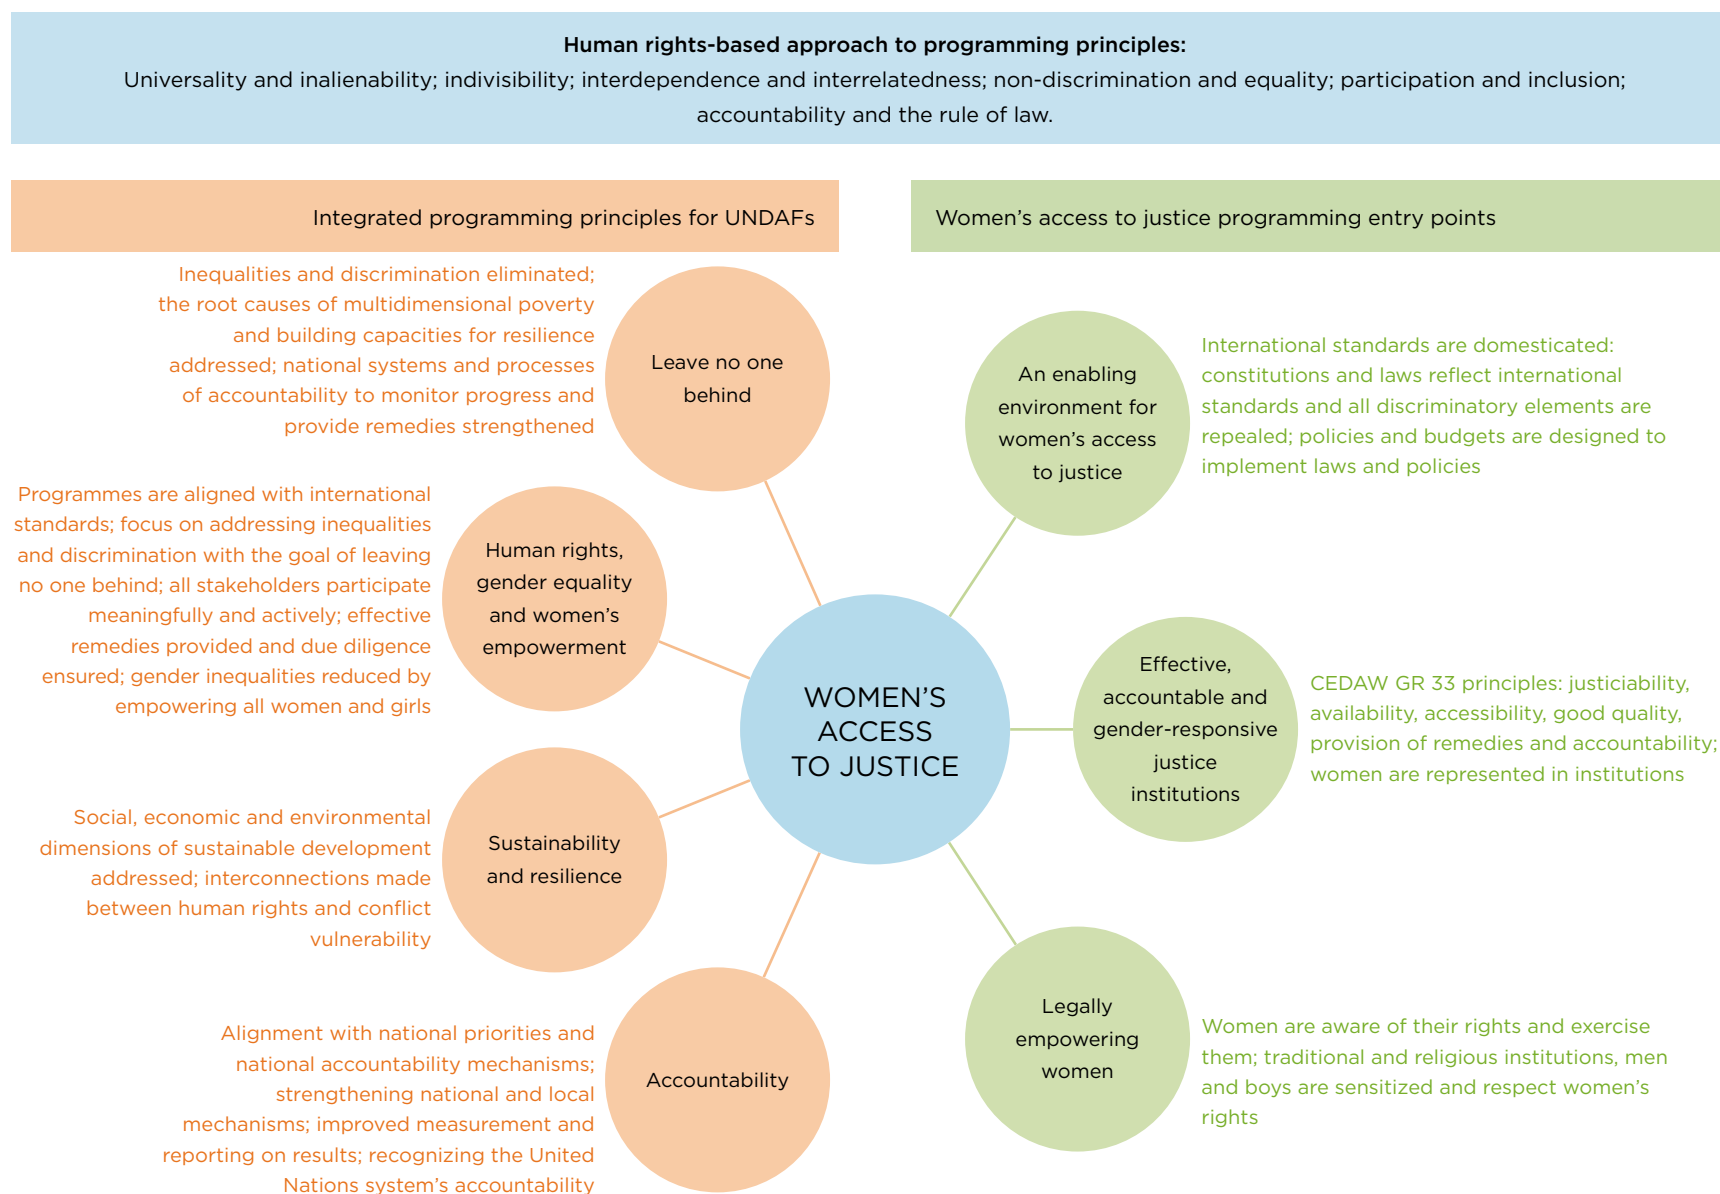 Human rights-based approach to programming principles:
Universality and inalienability; indivisibility; interdependence and interrelatedness; non-discrimination and equality; participation and inclusion;
accountability and the rule of law.
Integrated programming principles for UNDAFs
Inequalities and discrimination eliminated;
the root causes of multidimensional poverty
and building capacities for resilience
addressed; national systems and processes
of accountability to monitor progress and
provide remedies strengthened
Leave no one
behind
Programmes are aligned with international
standards; focus on addressing inequalities
and discrimination with the goal of leaving
no one behind; all stakeholders participate
meaningfully and actively; effective
remedies provided and due diligence
ensured; gender inequalities reduced by
empowering all women and girls
Human rights,
gender equality
and women’s
empowerment
Social, economic and environmental
dimensions of sustainable development
addressed; interconnections made
between human rights and conflict
vulnerability
Sustainability
and resilience
Alignment with national priorities and
national accountability mechanisms;
strengthening national and local
mechanisms; improved measurement and
reporting on results; recognizing the United
Nations system’s accountability
Accountability
WOMEN’S
ACCESS
TO JUSTICE
Women’s access to justice programming entry points
An enabling
environment for
women’s access
to justice
International standards are domesticated:
constitutions and laws reflect international
standards and all discriminatory elements are
repealed; policies and budgets are designed to
implement laws and policies
Effective,
accountable and
gender-responsive
justice
institutions
CEDAW GR 33 principles: justiciability,
availability, accessibility, good quality,
provision of remedies and accountability;
women are represented in institutions
Legally
empowering
women
Women are aware of their rights and exercise
them; traditional and religious institutions, men
and boys are sensitized and respect women’s
rights